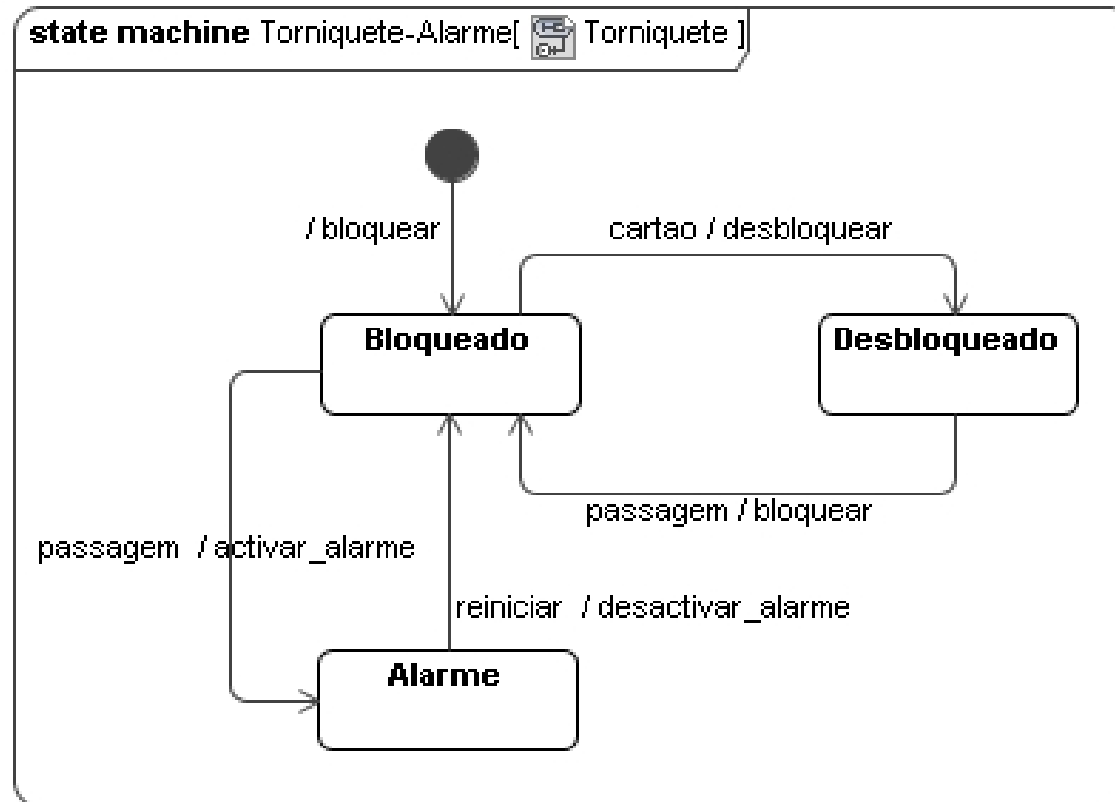 state machine Torniquete-Alarme[ Torniquete ]
/ bloquear
cartao / desbloquear
Bloqueado
Desbloqueado
passagem / bloquear
passagem / activar_alarme
reiniciar / desactivar_alarme
Alarme